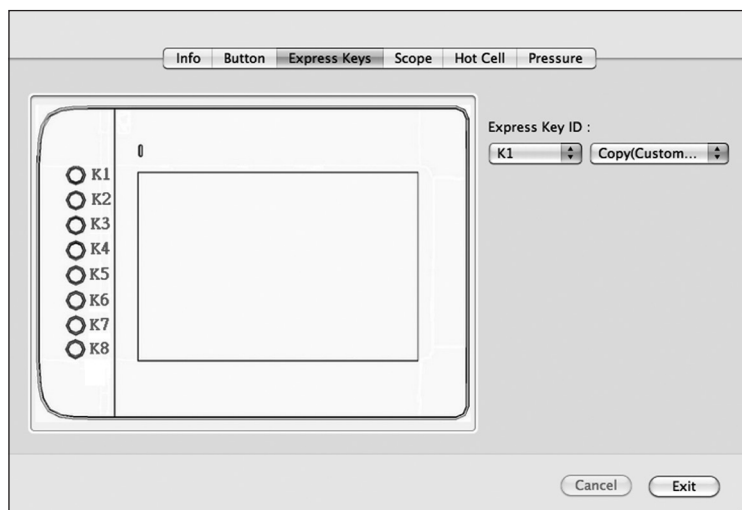 Info Button Express Keys Scope Hot Cell Pressure
Express Key ID :
K1 Copy(Custom...
K1
K2
K3
K4
K5
K6
K7
K8
Cancel Exit